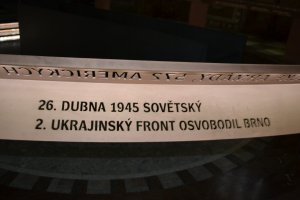 26. DUBNA 1945 SOVĚTSKÝ
2. UKRAJINSKÝ FRONT OSVOBODIL BRNO